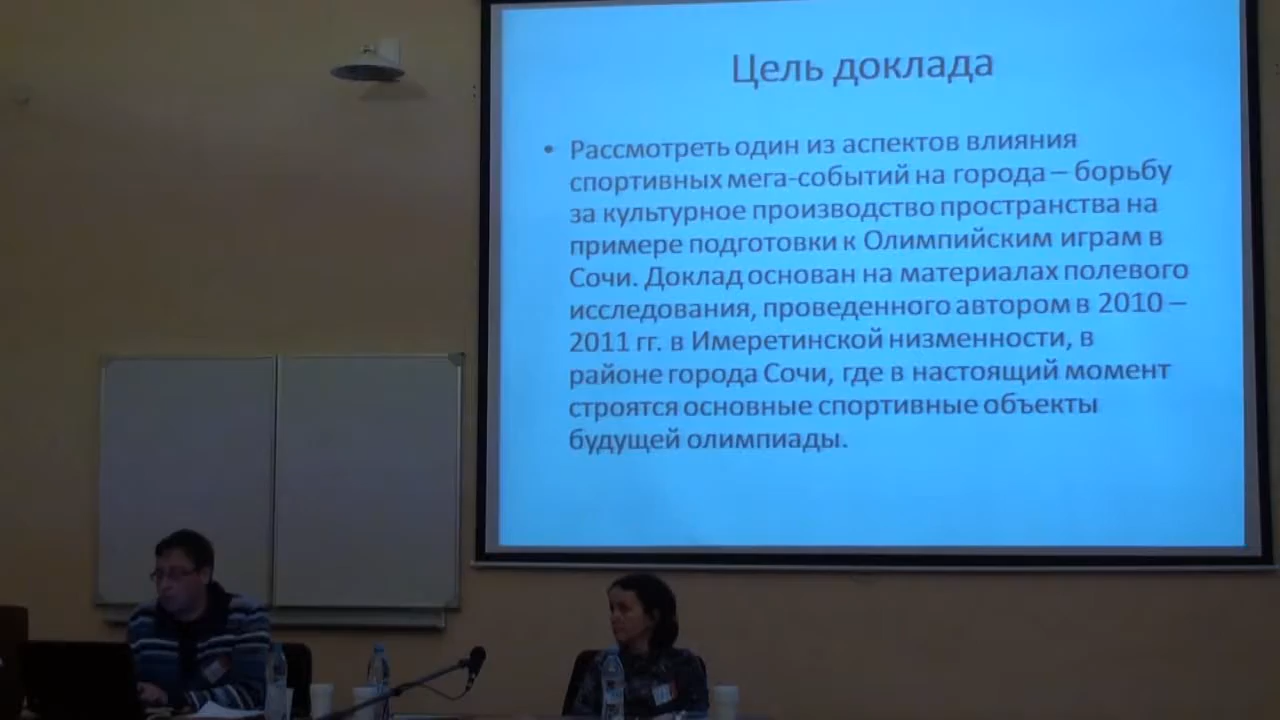 Цель доклада
• Рассмотреть один из аспектов влияния
спортивных мега-событий на города – борьбу
за культурное производство пространства на
примере подготовки к Олимпийским играм в
Сочи. Доклад основан на материалах полевого
исследования, проведенного автором в 2010 –
2011 гг. в Имеретинской низменности, в
районе города Сочи, где в настоящий момент
строятся основные спортивные объекты
будущей олимпиады.